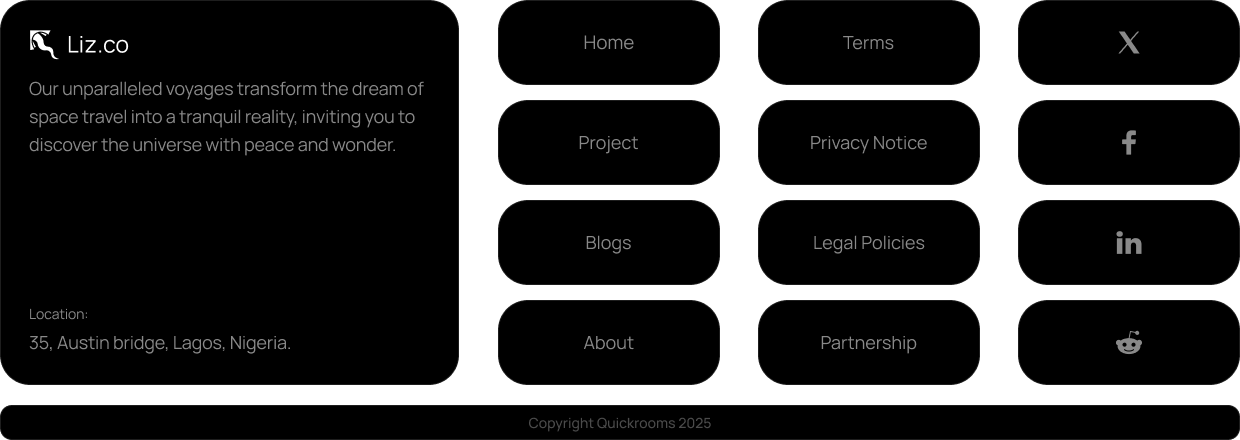 Liz.co
Our unparalleled voyages transform the dream of
space travel into a tranquil reality, inviting you to
discover the universe with peace and wonder.
Location:
35, Austin bridge, Lagos, Nigeria.
Home
Project
Blogs
About
Terms
Privacy Notice
Legal Policies
Partnership
Copyright Quickrooms 2025